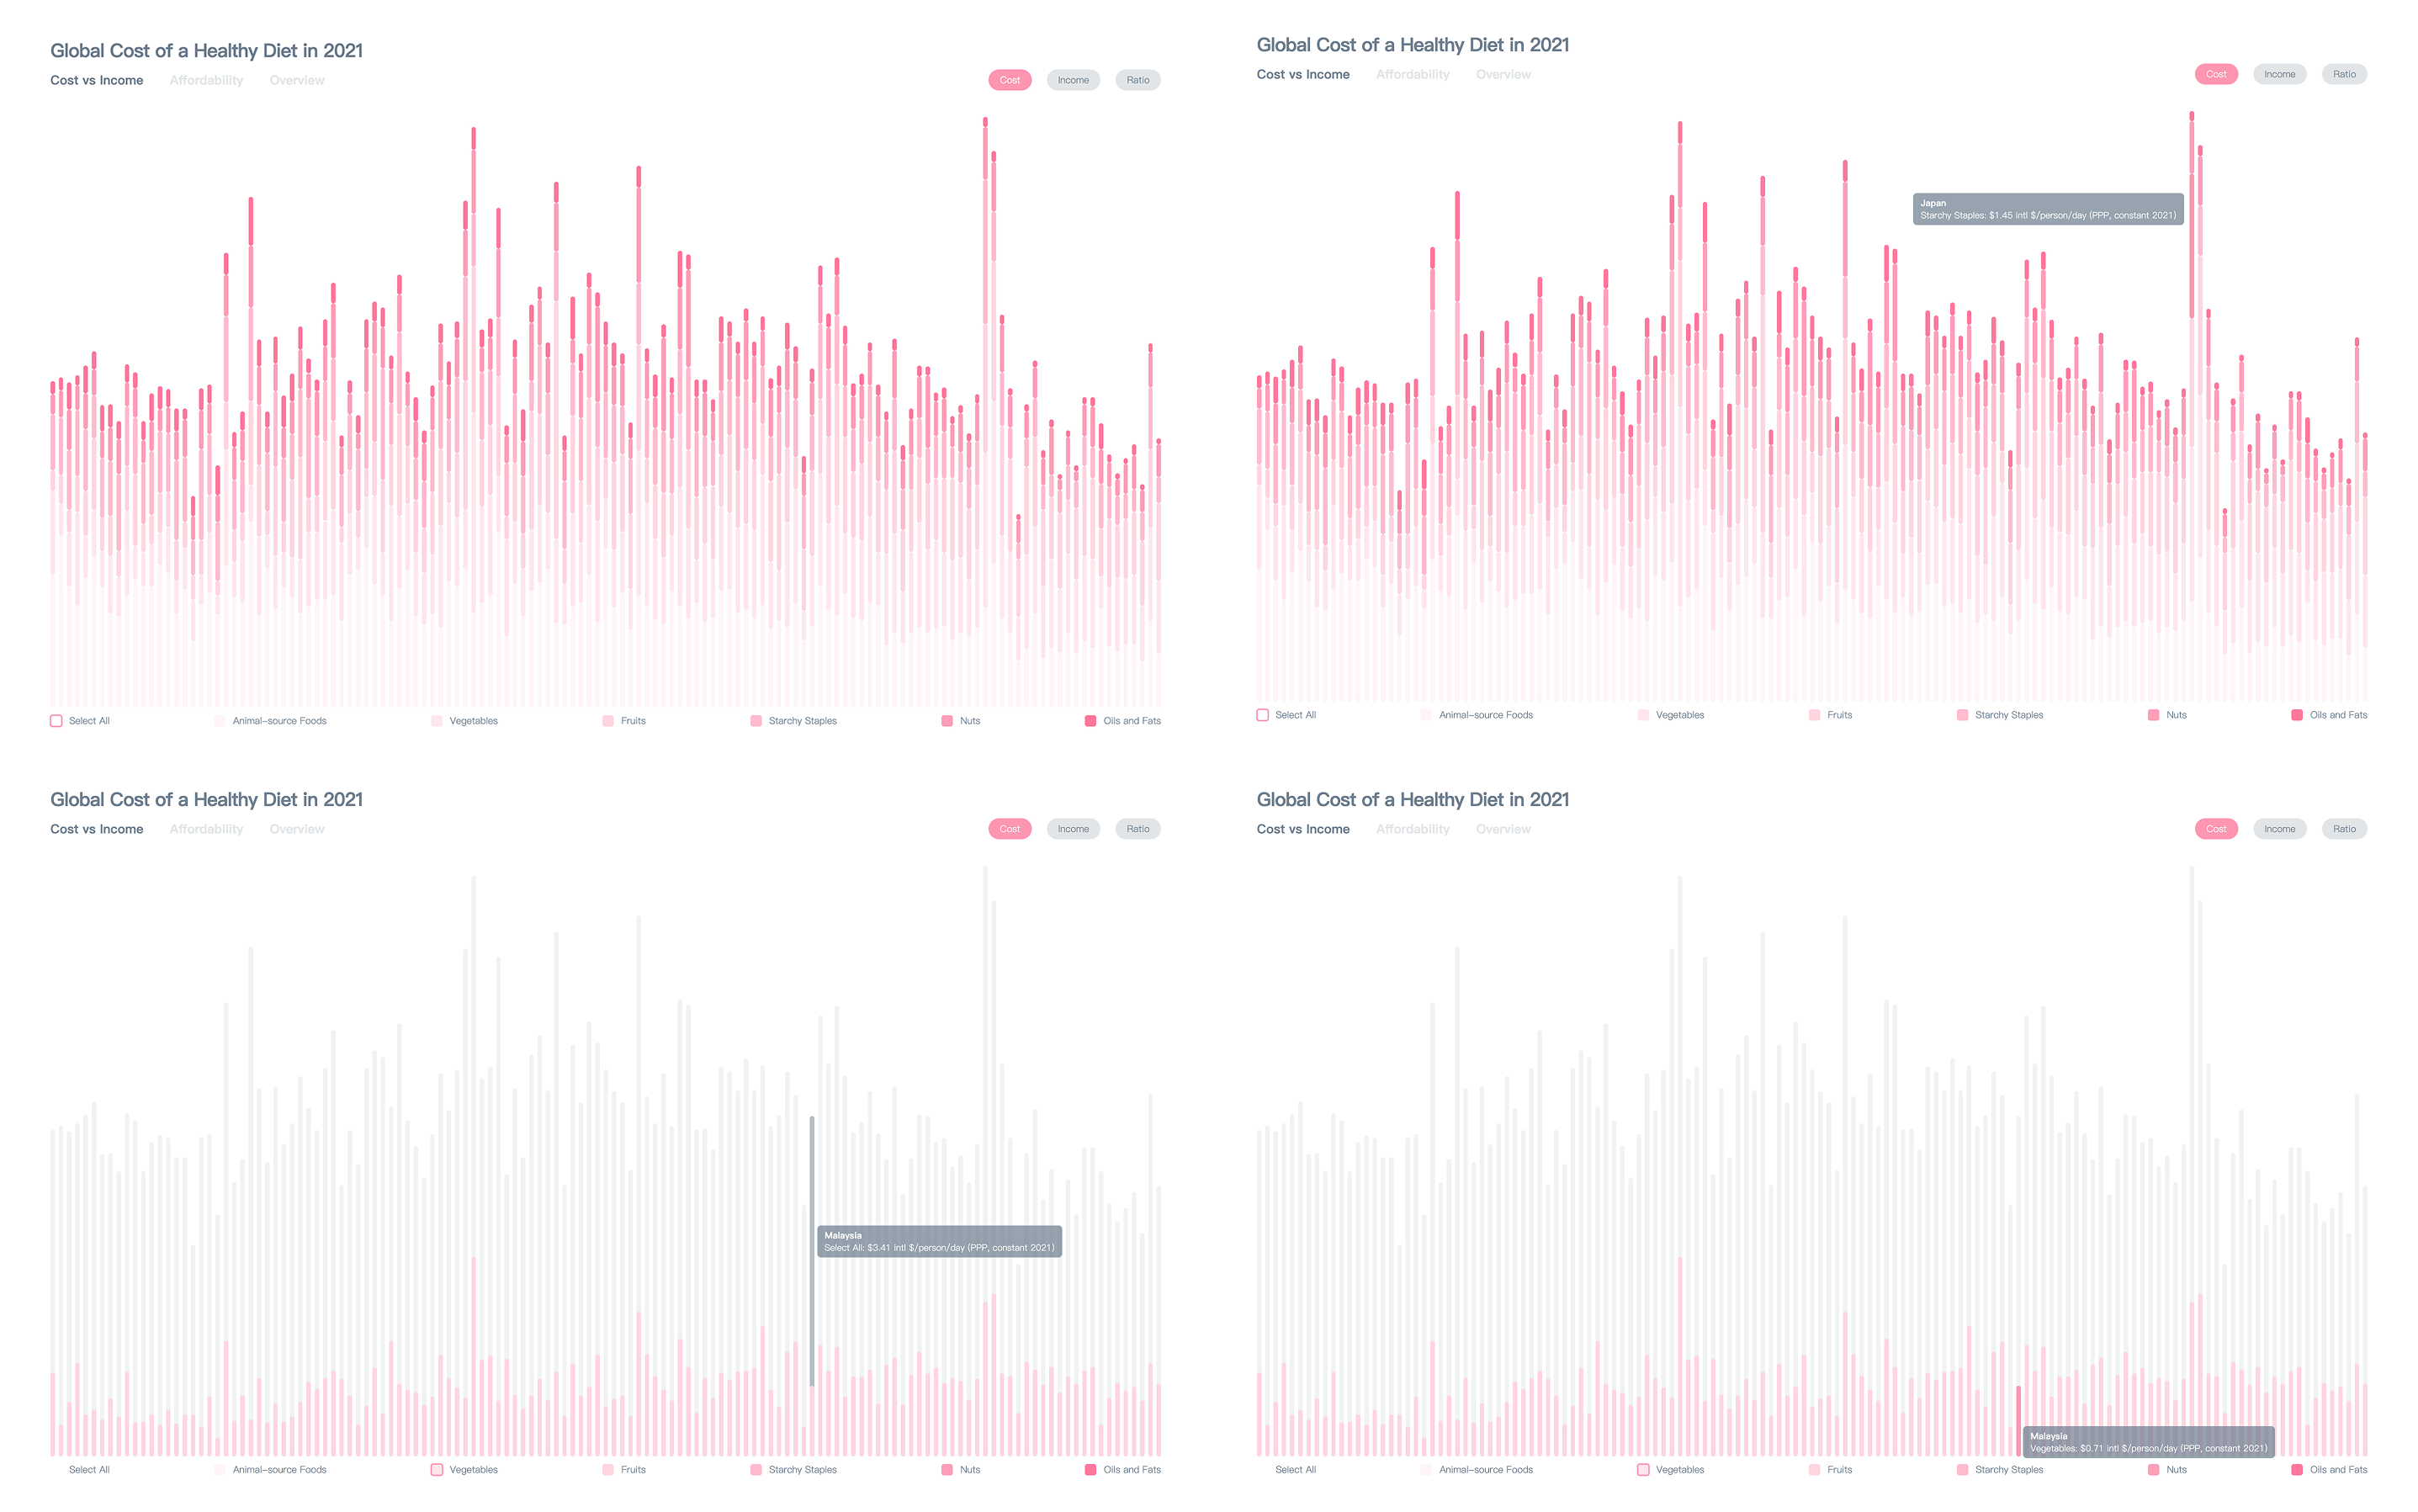 Global Cost of a Healthy Diet in 2021
Cost vs Income Affordability Overview Cost Income Ratio
Select All Animal-source Foods Vegetables Fruits Starchy Staples Nuts Oils and Fats
Global Cost of a Healthy Diet in 2021
Cost vs Income Affordability Overview Cost Income Ratio
Japan
Starchy Staples: $1.45 intl $/person/day (PPP, constant 2021)
Select All Animal-source Foods Vegetables Fruits Starchy Staples Nuts Oils and Fats
Global Cost of a Healthy Diet in 2021
Cost vs Income Affordability Overview Cost Income Ratio
Malaysia
Select All: $3.41 intl $/person/day (PPP, constant 2021)
Select All Animal-source Foods Vegetables Fruits Starchy Staples Nuts Oils and Fats
Global Cost of a Healthy Diet in 2021
Cost vs Income Affordability Overview Cost Income Ratio
Malaysia
Vegetables: $0.71 intl $/person/day (PPP, constant 2021)
Select All Animal-source Foods Vegetables Fruits Starchy Staples Nuts Oils and Fats